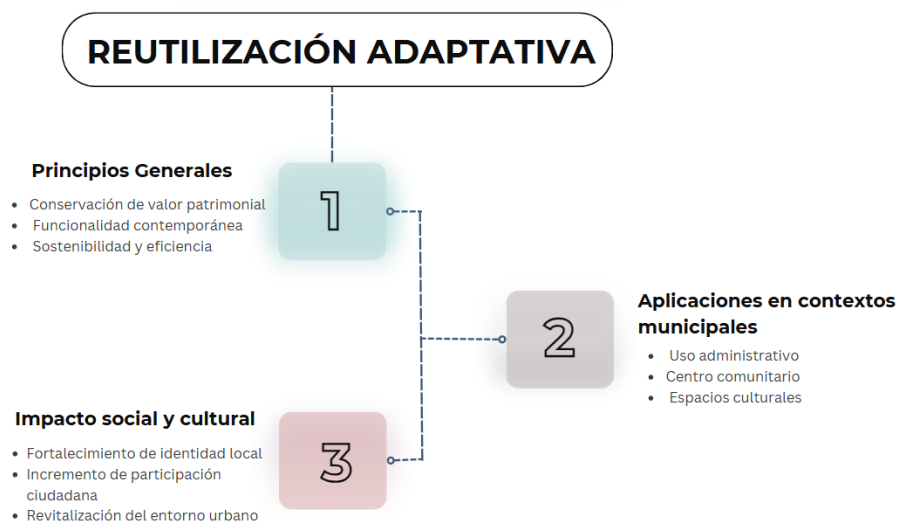 REUTILIZACIÓN ADAPTATIVA
Principios Generales
• Conservación de valor patrimonial
• Funcionalidad contemporánea
• Sostenibilidad y eficiencia
1
2
Aplicaciones en contextos
municipales
• Uso administrativo
• Centro comunitario
• Espacios culturales
Impacto social y cultural
• Fortalecimiento de identidad local
• Incremento de participación
ciudadana
• Revitalización del entorno urbano
3